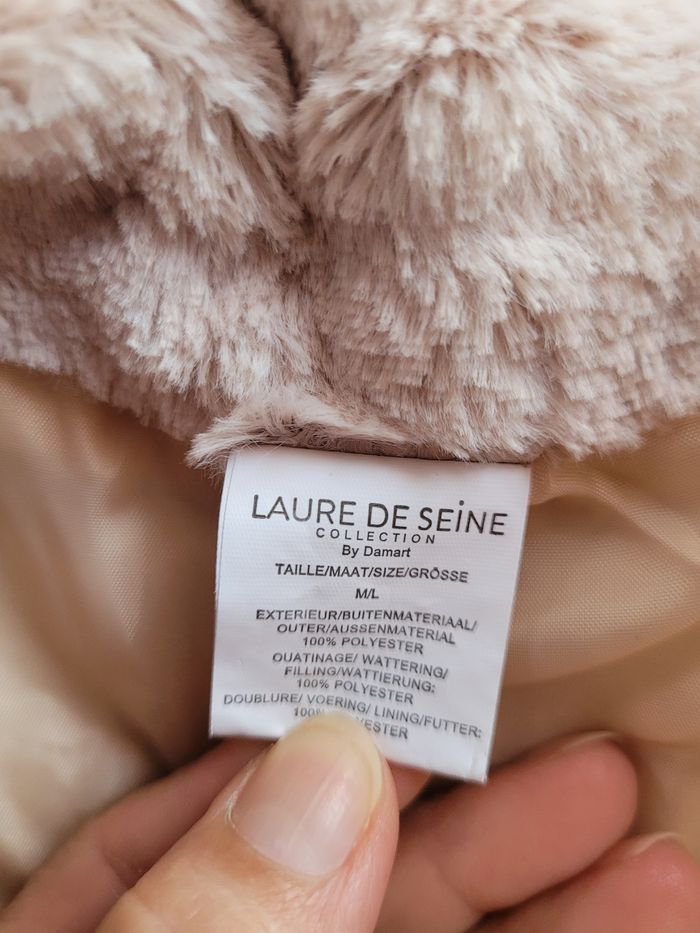 LAURE DE SEiNE
COLLECTION
By Damart
TAILLE/MAAT/SIZE/GRÖSSE
M/L
EXTERIEUR/BUITENMATERIAAL/
OUTER/AUSSENMATERIAL
100% POLYESTER
OUATINAGE/ WATTERING/
FILLING/WATTIERUNG:
100% POLYESTER
DOUBLURE/ VOERING/ LINING/FUTTER: